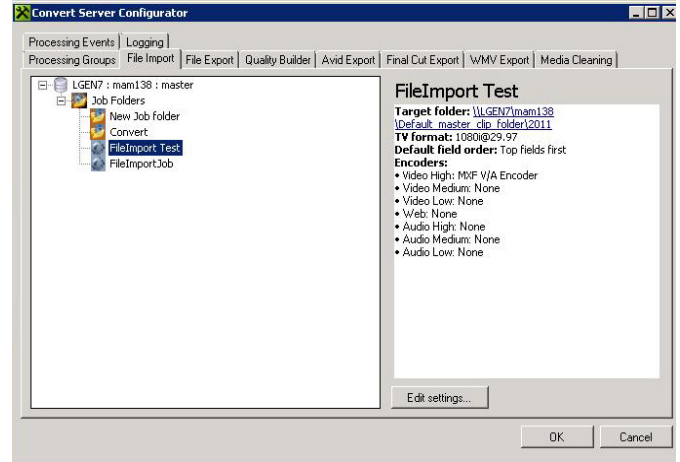 Convert Server Configurator
Processing Events Logging
Processing Groups File Import File Export Quality Builder Avid Export Final Cut Export WMV Export Media Cleaning
LGEN7 : mam138 : master
Job Folders
New Job folder
Convert
FileImport Test
FileImportJob
FileImport Test
Target folder: \\LGEN7\mam138
\Default_master_clip_folder\2011
TV format: 1080i@29.97
Default field order: Top fields first
Encoders:
• Video High: MXF V/A Encoder
• Video Medium: None
• Video Low: None
• Web: None
• Audio High: None
• Audio Medium: None
• Audio Low: None
Edit settings...
OK Cancel